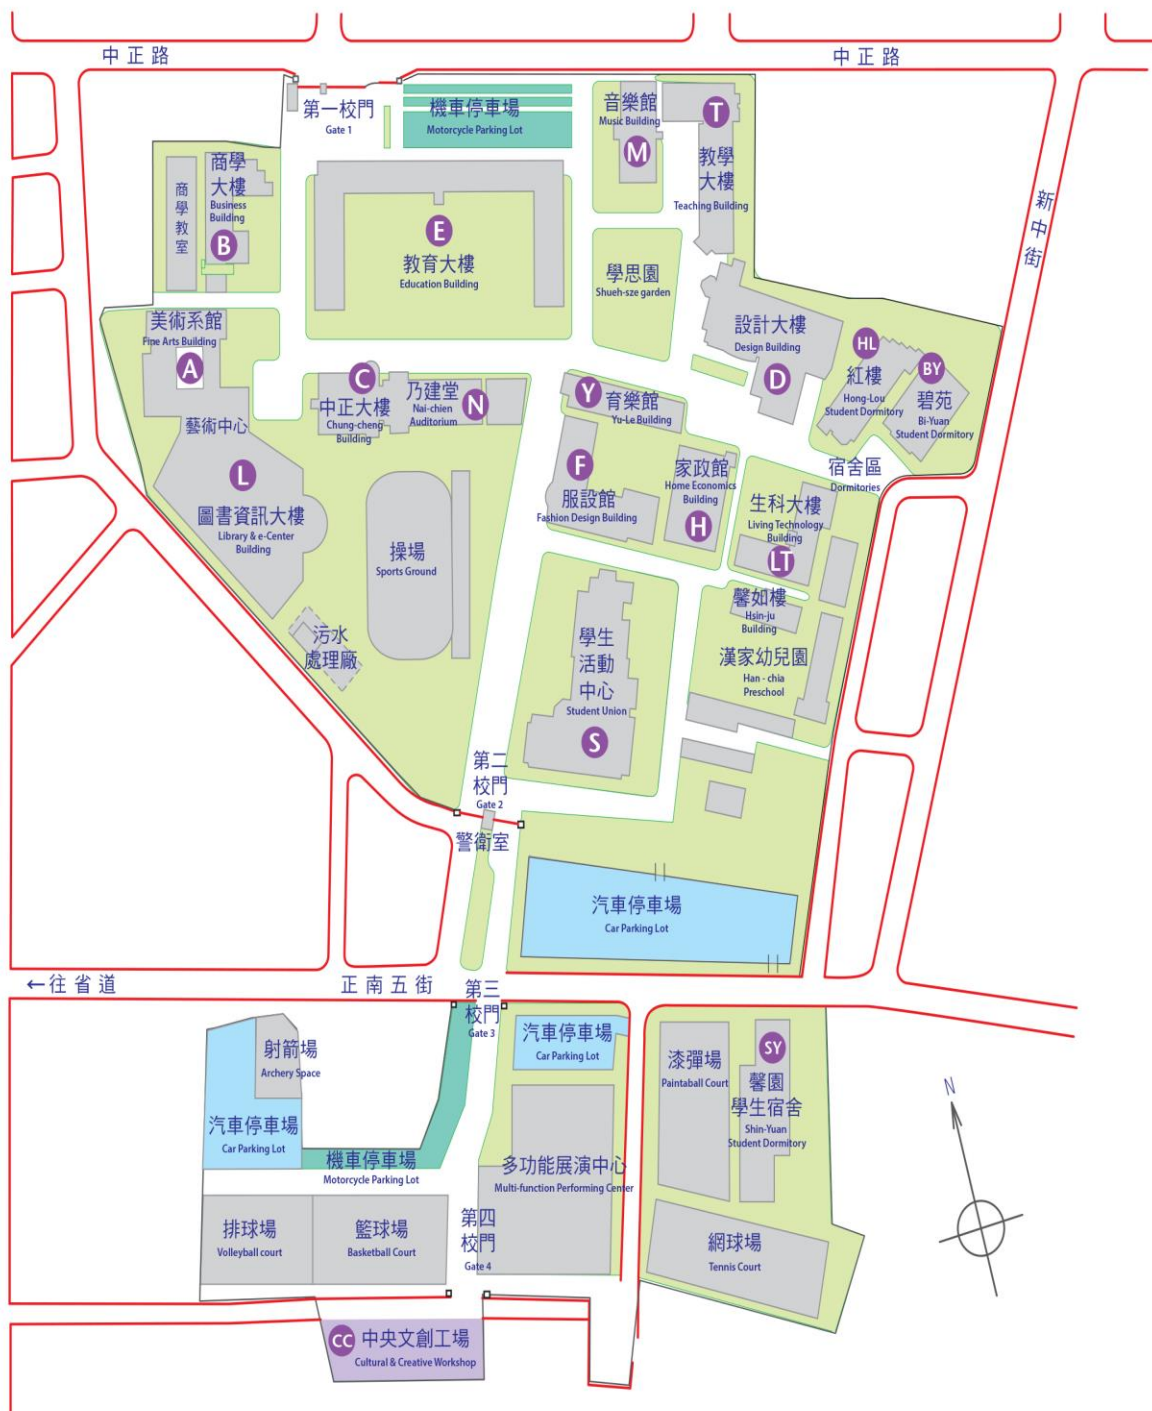 中正路
中正路
第一校門
Gate 1
機車停車場
Motorcycle Parking Lot
音樂館
Music Building
M
T
教學
大樓
Teaching Building
新中街
商學
大樓
Business
Building
B
商學教室
E
教育大樓
Education Building
學思園
Shueh-sze garden
美術系館
Fine Arts Building
A
設計大樓
Design Building
D
HL
紅樓
Hong-Lou
Student Dormitory
BY
碧苑
Bi-Yuan
Student Dormitory
C
中正大樓
Chung-cheng
Building
乃建堂
Nai-chien
Auditorium
N
Y
育樂館
Yu-Le Building
藝術中心
L
圖書資訊大樓
Library & e-Center
Building
F
服設館
Fashion Design Building
家政館
Home Economics
Building
H
宿舍區
Dormitories
生科大樓
Living Technology
Building
LT
操場
Sports Ground
馨如樓
Hsin-ju
Building
污水
處理廠
學生
活動
中心
Student Union
S
漢家幼兒園
Han - chia
Preschool
第二
校門
Gate 2
警衛室
汽車停車場
Car Parking Lot
←往省道
正南五街
第三
校門
Gate 3
汽車停車場
Car Parking Lot
射箭場
Archery Space
漆彈場
Paintaball Court
SY
馨園
學生宿舍
Shin-Yuan
Student Dormitory
汽車停車場
Car Parking Lot
機車停車場
Motorcycle Parking Lot
多功能展演中心
Multi-function Performing Center
N
排球場
Volleyball court
籃球場
Basketball Court
第四
校門
Gate 4
網球場
Tennis Court
CC
中央文創工場
Cultural & Creative Workshop